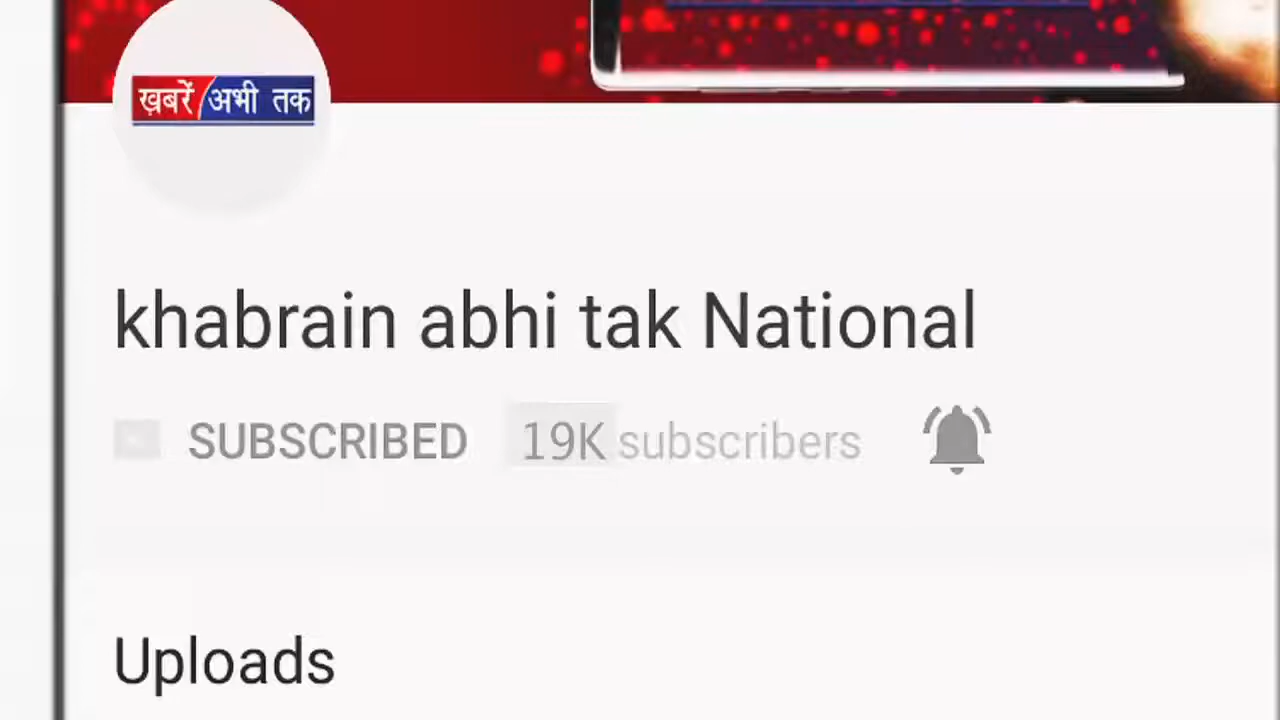 ख़बरें अभी तक
khabrain abhi tak National
SUBSCRIBED 19K subscribers
Uploads